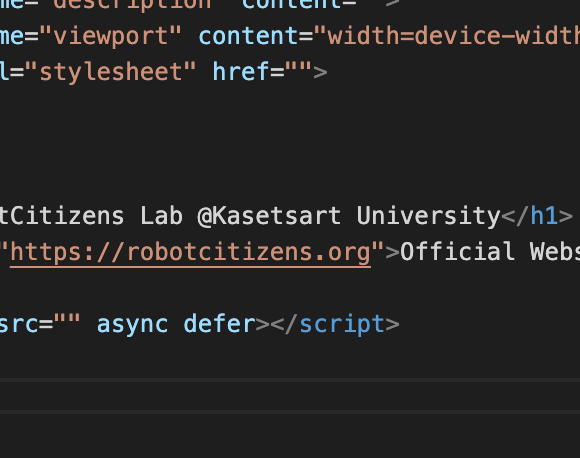 me="description" content="">
me="viewport" content="width=device-width
l="stylesheet" href="">
tCitizens Lab @Kasetsart University</h1>
"https://robotcitizens.org">Official Webs
src="" async defer></script>